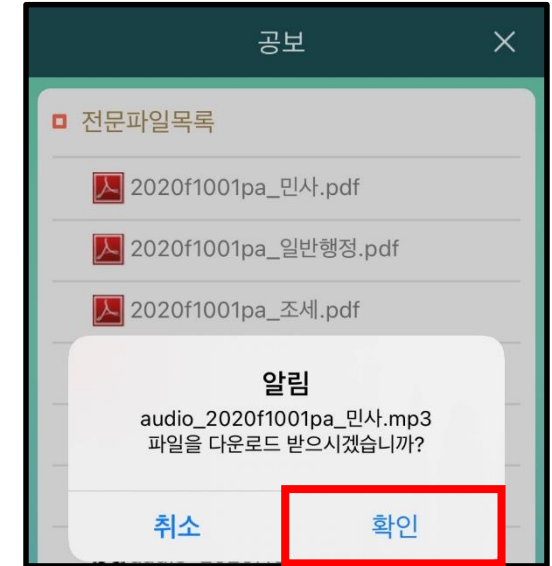 공보
전문파일목록
2020f1001pa_민사.pdf
2020f1001pa_일반행정.pdf
2020f1001pa_조세.pdf
알림
audio_2020f1001pa_민사.mp3
파일을 다운로드 받으시겠습니까?
취소 확인